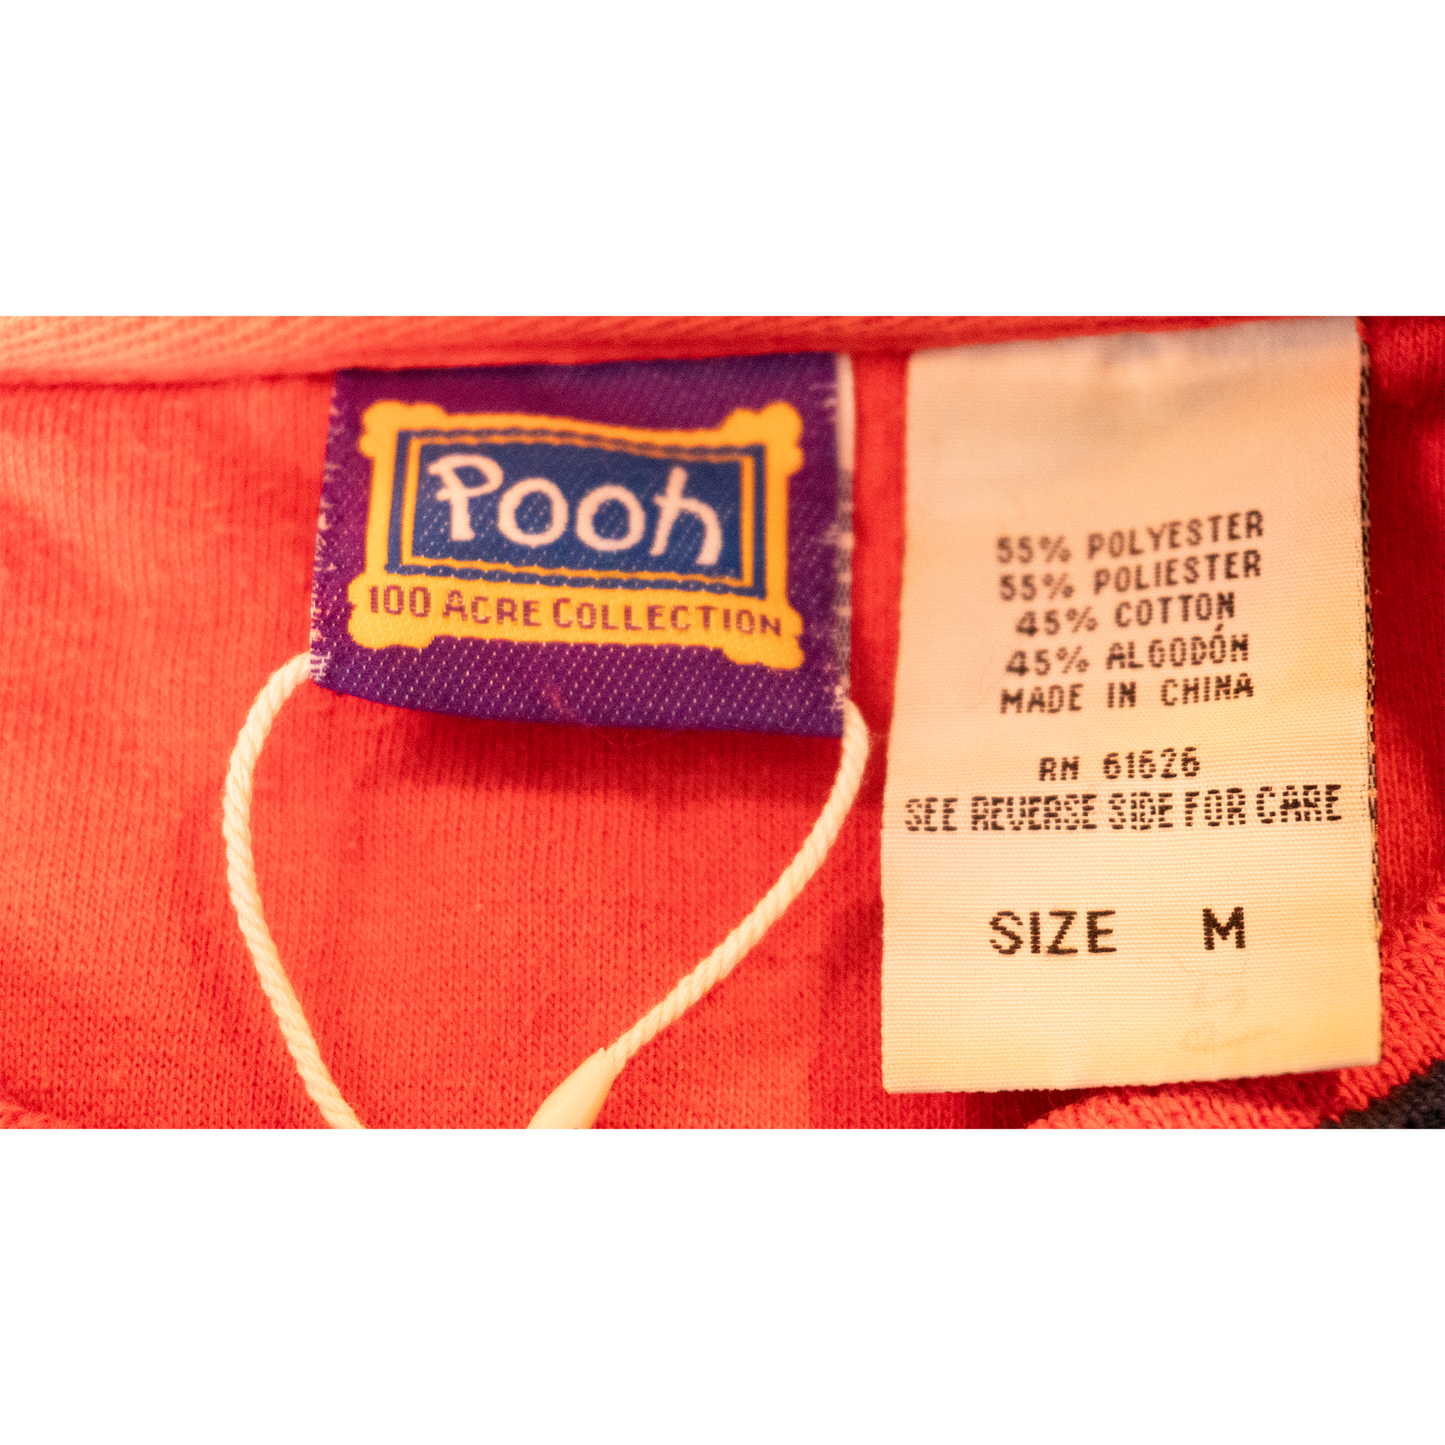 Pooh
100 ACRE COLLECTION
55% POLYESTER
55% POLIESTER
45% COTTON
45% ALGODÓN
MADE IN CHINA
RN 61626
SEE REVERSE SIDE FOR CARE
SIZE M